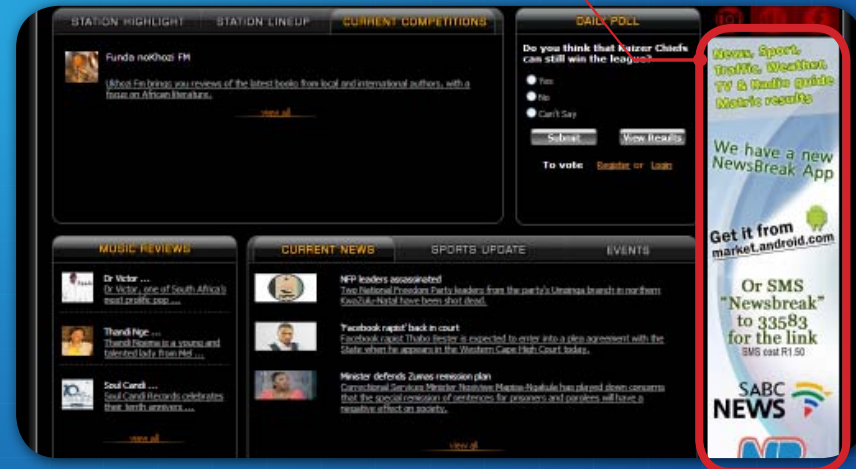 STATION HIGHLIGHT
STATION LINEUP
CURRENT COMPETITIONS
Funda noKhozi FM
Ukhozi Fm brings you reviews of the latest books from local and international authors, with a
focus on African literature.
view all
DAILY POLL
Do you think that Kaizer Chiefs
can still win the league?
Yes
No
Can't Say
Submit
View Results
To vote Register or Login
MUSIC REVIEWS
Dr Victor ...
Dr Victor, one of South Africa's
most prolific pop ...
Thandi Nge ...
Thandi Ngema is a young and
talented lady from Mel ...
Soul Candi ...
Soul Candi Records celebrates
their tenth annivers ...
view all
CURRENT NEWS
SPORTS UPDATE
EVENTS
NFP leaders assassinated
Two National Freedom Party leaders from the party's Umsinga branch in northern
KwaZulu-Natal have been shot dead.
'Facebook rapist' back in court
Facebook rapist Thabo Bester is expected to enter into a plea agreement with the
State when he appears in the Western Cape High Court today.
Minister defends Zumas remission plan
Correctional Services Minister Nosiviwe Mapisa-Nqakula has played down concerns
that the special remission of sentences for prisoners and parolees will have a
negative effect on society.
view all
News, Sport,
Traffic, Weather,
TV & Radio guide
Matric results
We have a new
NewsBreak App
Get it from
market.android.com
Or SMS
"Newsbreak"
to 33583
for the link
SMS cost R1.50
SABC
NEWS